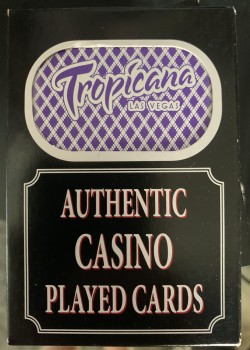 Tropicana
LAS VEGAS
AUTHENTIC
CASINO
PLAYED CARDS